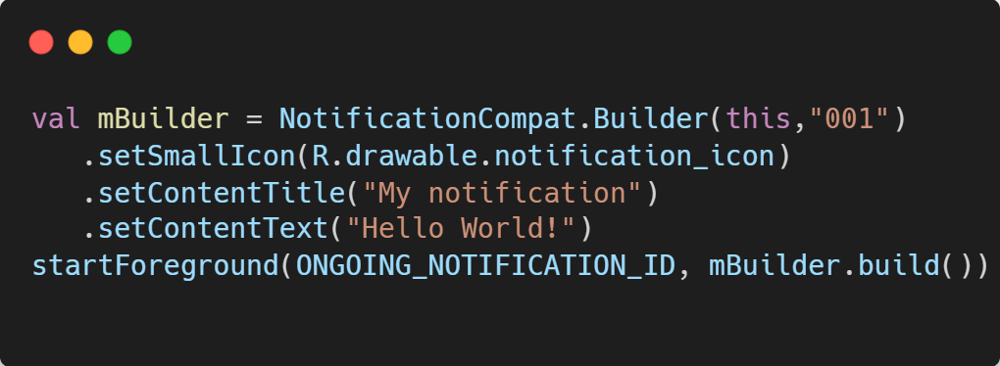 val mBuilder = NotificationCompat.Builder(this,"001")
   .setSmallIcon(R.drawable.notification_icon)
   .setContentTitle("My notification")
   .setContentText("Hello World!")
startForeground(ONGOING_NOTIFICATION_ID, mBuilder.build())